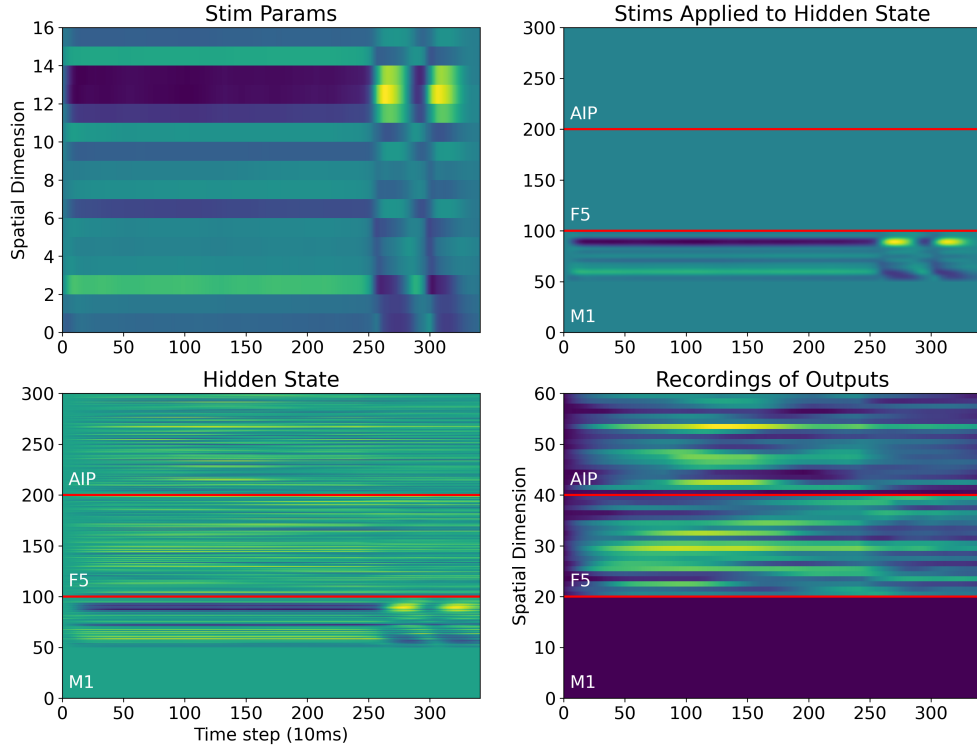 Stim Params
16
14
12
10
8
6
4
2
0
Spatial Dimension
0 50 100 150 200 250 300
Stims Applied to Hidden State
300
250
AIP
200
150
F5
100
50
M1
0
0 50 100 150 200 250 300
Hidden State
300
250
AIP
200
150
F5
100
50
M1
0
0 50 100 150 200 250 300
Time step (10ms)
Recordings of Outputs
60
50
AIP
40
30
F5
20
10
M1
0
Spatial Dimension
0 50 100 150 200 250 300